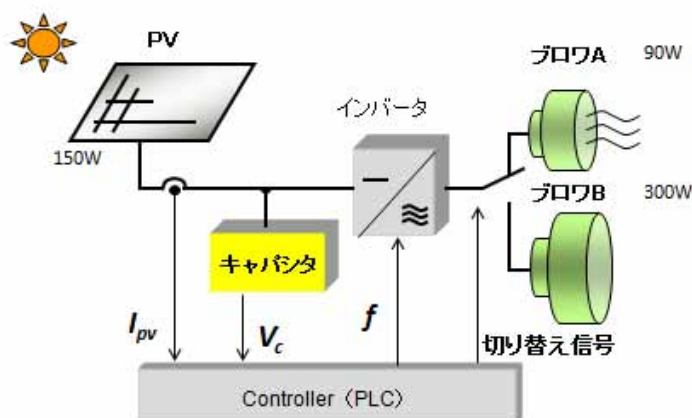 PV
150W
インバータ
ブロワA
90W
ブロワB
300W
キャパシタ
Ipv
Vc
f
切り替え信号
Controller（PLC）